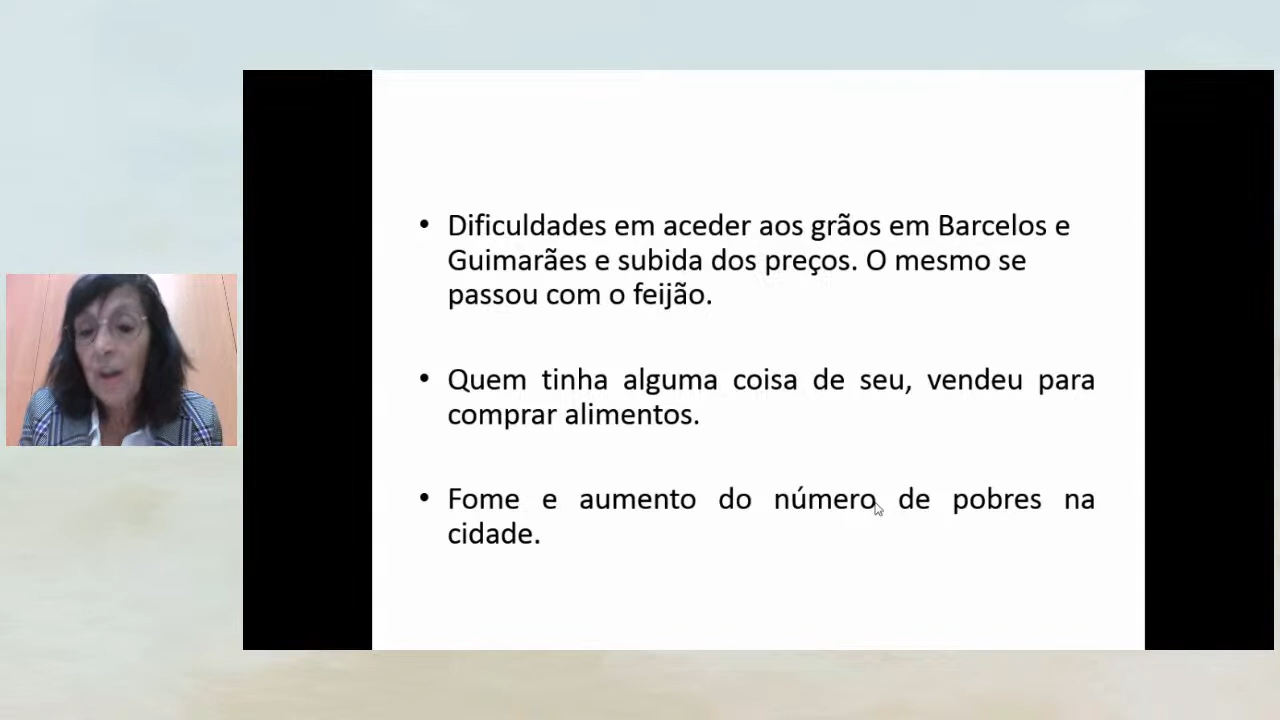 • Dificuldades em aceder aos grãos em Barcelos e
Guimarães e subida dos preços. O mesmo se
passou com o feijão.
• Quem tinha alguma coisa de seu, vendeu para
comprar alimentos.
• Fome e aumento do número de pobres na
cidade.